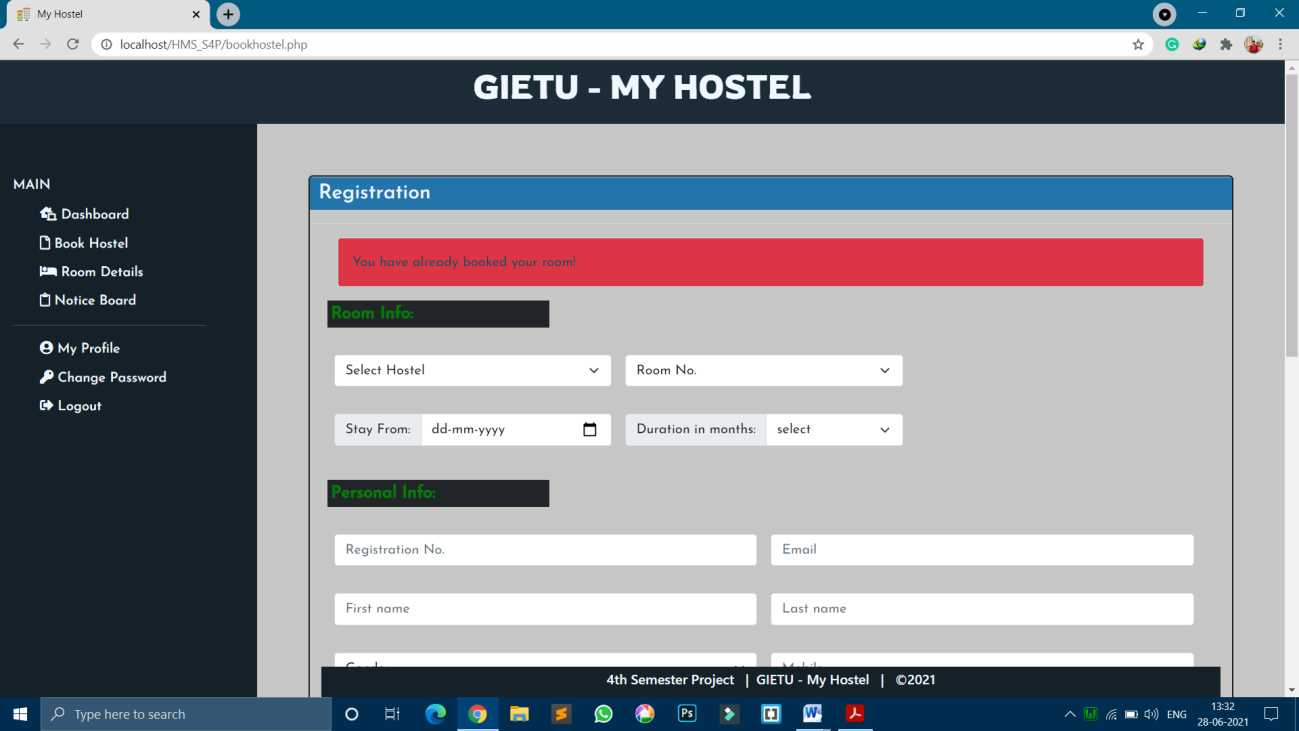 My Hostel
localhost/HMS_S4P/bookhostel.php
GIETU - MY HOSTEL
MAIN
Dashboard
Book Hostel
Room Details
Notice Board
My Profile
Change Password
Logout
Registration
You have already booked your room!
Room Info:
Select Hostel
Room No.
Stay From: dd-mm-yyyy
Duration in months: select
Personal Info:
Registration No.
Email
First name
Last name
4th Semester Project | GIETU - My Hostel | ©2021
Type here to search
Ps
ENG
13:32
28-06-2021